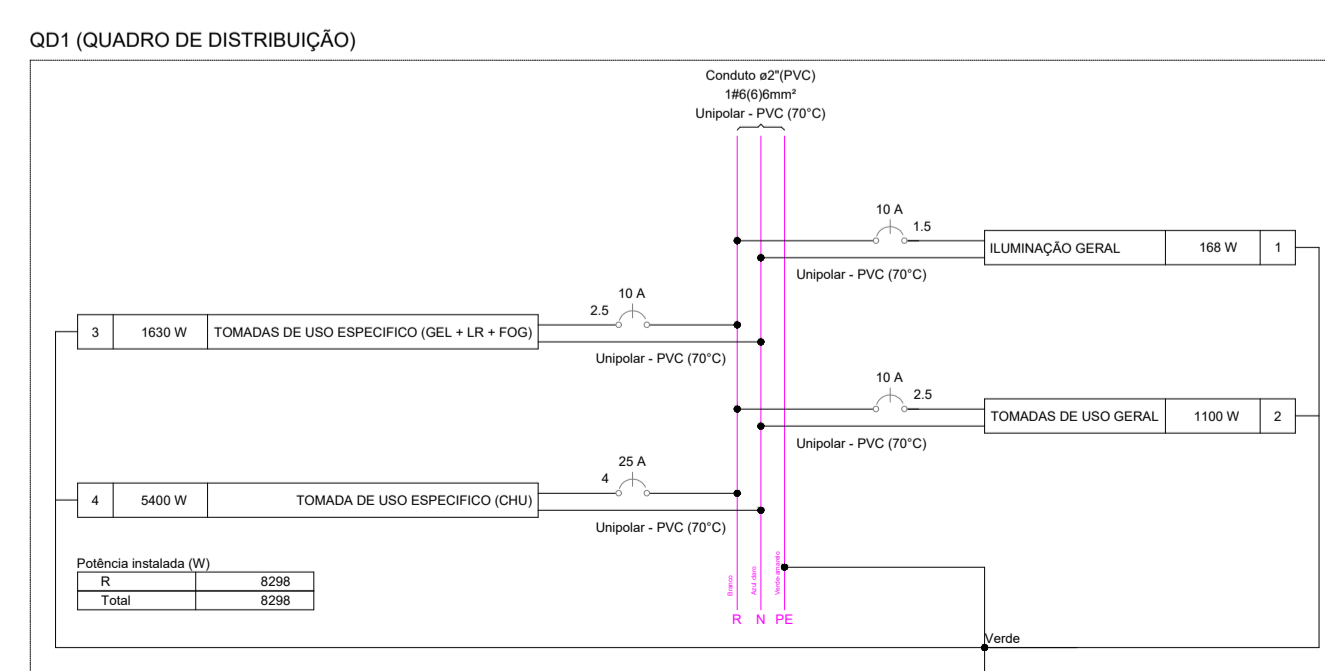 QD1 (QUADRO DE DISTRIBUIÇÃO)
Conduto ø2"(PVC)
1#6(6)6mm²
Unipolar - PVC (70°C)
10 A
1.5
ILUMINAÇÃO GERAL 168 W 1
Unipolar - PVC (70°C)
10 A
2.5
3 1630 W TOMADAS DE USO ESPECIFICO (GEL + LR + FOG)
Unipolar - PVC (70°C)
10 A
2.5
TOMADAS DE USO GERAL 1100 W 2
Unipolar - PVC (70°C)
25 A
4
4 5400 W TOMADA DE USO ESPECIFICO (CHU)
Unipolar - PVC (70°C)
Potência instalada (W)
R 8298
Total 8298
Branco
Azul claro
Verde-amarelo
R N PE
Verde